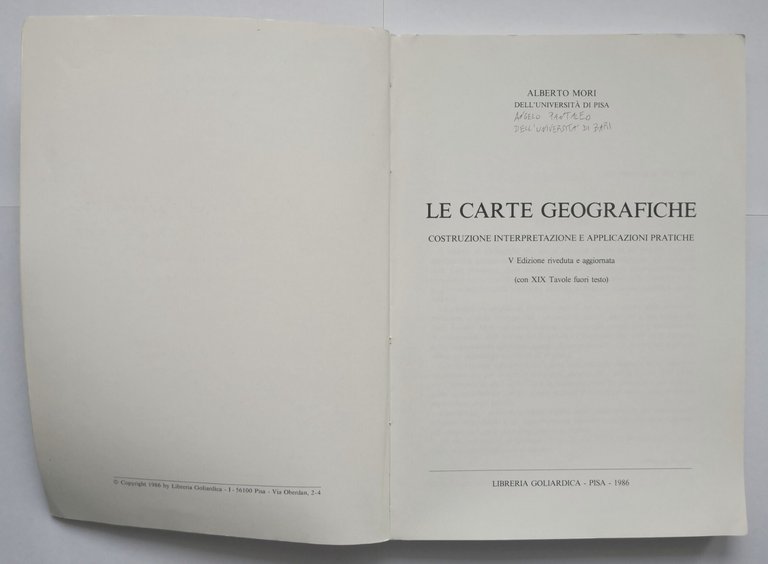 © Copyright 1986 by Libreria Goliardica - I - 56100 Pisa - Via Oberdan, 2-4
ALBERTO MORI
DELL'UNIVERSITÀ DI PISA
ANGELO PANTALEO
DELL'UNIVERSITÀ DI BARI
LE CARTE GEOGRAFICHE
COSTRUZIONE INTERPRETAZIONE E APPLICAZIONI PRATICHE
V Edizione riveduta e aggiornata
(con XIX Tavole fuori testo)
LIBRERIA GOLIARDICA - PISA - 1986